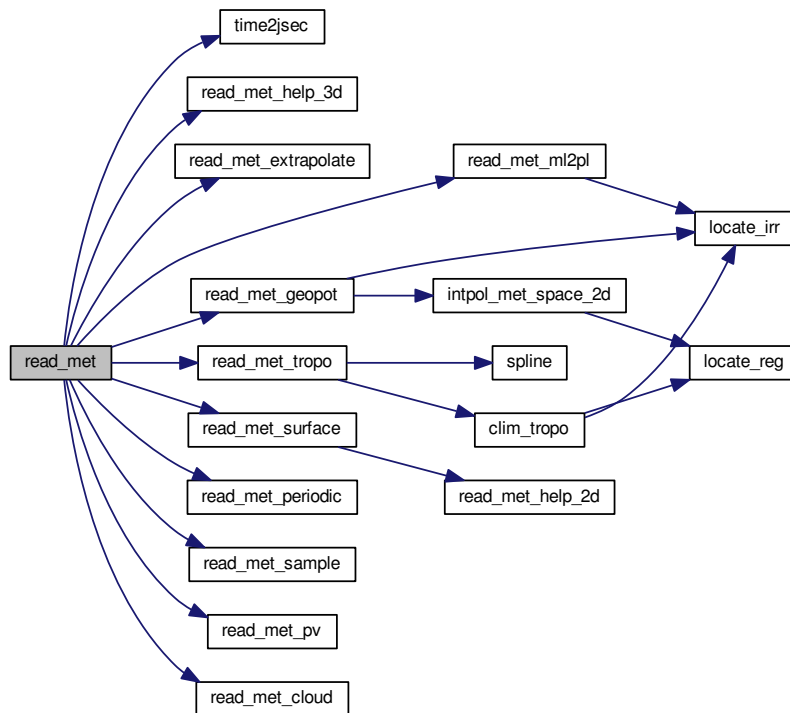 time2jsec
read_met_help_3d
read_met_extrapolate
read_met_ml2pl
locate_irr
read_met_geopot
intpol_met_space_2d
read_met
read_met_tropo
spline
locate_reg
read_met_surface
clim_tropo
read_met_periodic
read_met_help_2d
read_met_sample
read_met_pv
read_met_cloud